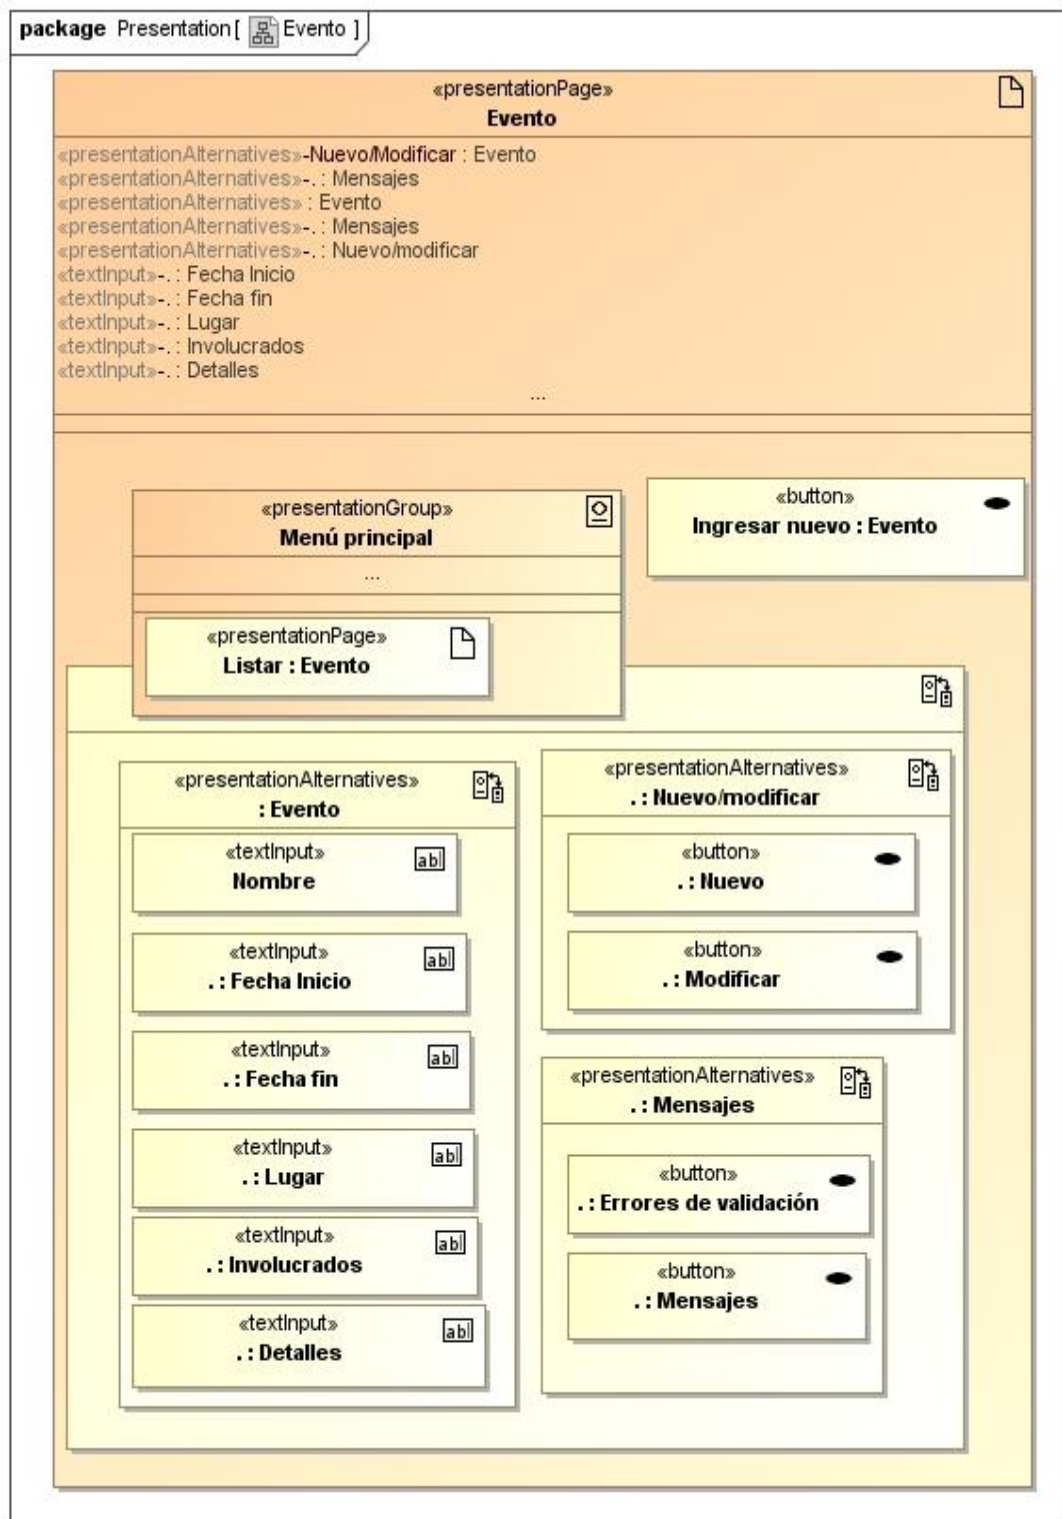 package Presentation[ Evento ]
«presentationPage»
Evento
«presentationAlternatives»-Nuevo/Modificar : Evento
«presentationAlternatives»-. : Mensajes
«presentationAlternatives» : Evento
«presentationAlternatives»-. : Mensajes
«presentationAlternatives»-. : Nuevo/modificar
«textInput»-. : Fecha Inicio
«textInput»-. : Fecha fin
«textInput»-. : Lugar
«textInput»-. : Involucrados
«textInput»-. : Detalles
...
«presentationGroup»
Menú principal
...
«presentationPage»
Listar : Evento
«button»
Ingresar nuevo : Evento
«presentationAlternatives»
: Evento
«textInput»
Nombre
abl
«textInput»
. : Fecha Inicio
abl
«textInput»
. : Fecha fin
abl
«textInput»
. : Lugar
abl
«textInput»
. : Involucrados
abl
«textInput»
. : Detalles
abl
«presentationAlternatives»
. : Nuevo/modificar
«button»
. : Nuevo
«button»
. : Modificar
«presentationAlternatives»
. : Mensajes
«button»
. : Errores de validación
«button»
. : Mensajes